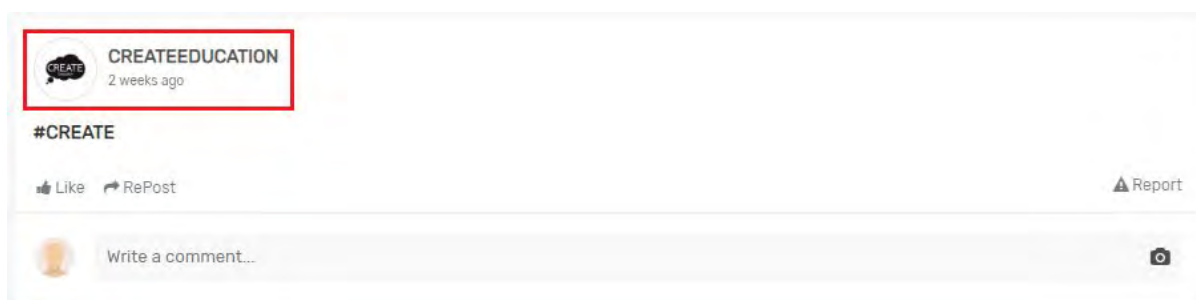 CREATE
CREATEEDUCATION
2 weeks ago
#CREATE
Like RePost Report
Write a comment...